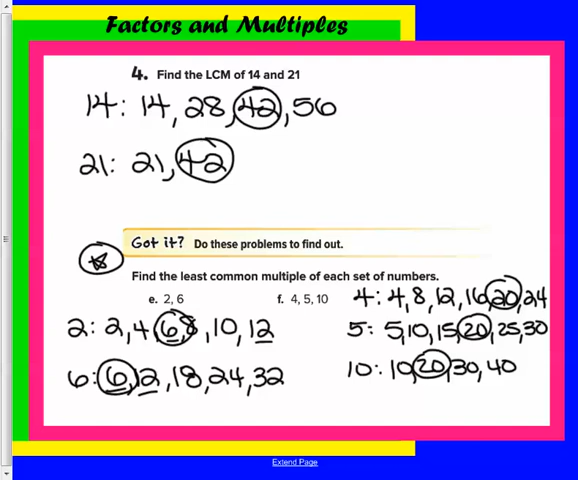 Factors and Multiples
4. Find the LCM of 14 and 21
14: 14, 28, 42, 56
21: 21, 42
Got it? Do these problems to find out.
Find the least common multiple of each set of numbers.
e. 2, 6
2: 2, 4, 6, 8, 10, 12
6: 6, 12, 18, 24, 32
f. 4, 5, 10
4: 4, 8, 12, 16, 20, 24
5: 5, 10, 15, 20, 25, 30
10: 10, 20, 30, 40
Extend Page